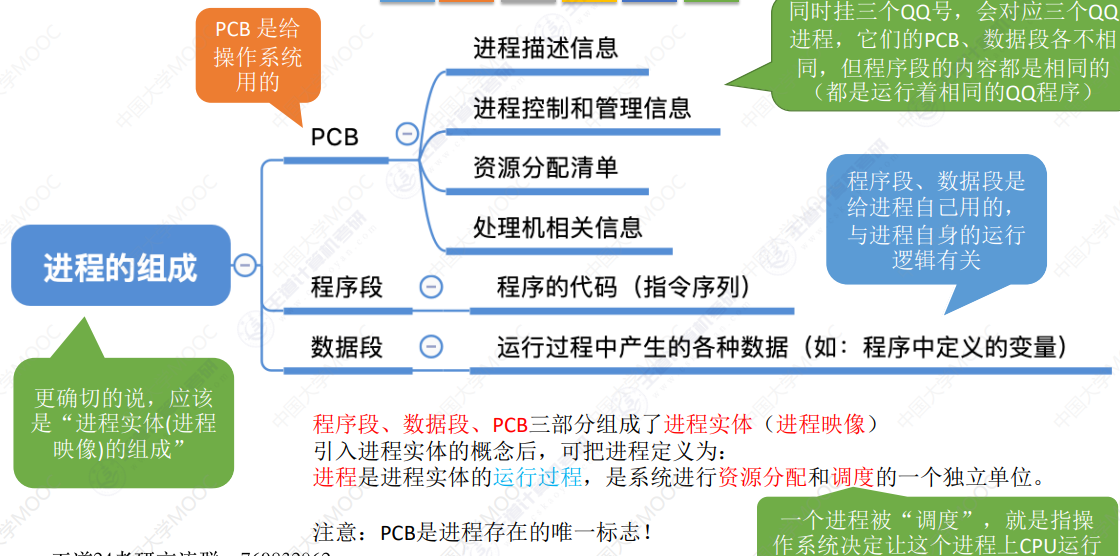 PCB 是给
操作系统
用的
同时挂三个QQ号，会对应三个QQ
进程，它们的PCB、数据段各不相
同，但程序段的内容都是相同的
（都是运行着相同的QQ程序）
进程描述信息
进程控制和管理信息
PCB
资源分配清单
处理机相关信息
程序段、数据段是
给进程自己用的，
与进程自身的运行
逻辑有关
进程的组成
程序段
程序的代码（指令序列）
数据段
运行过程中产生的各种数据（如：程序中定义的变量）
更确切的说，应该
是“进程实体(进程
映像)的组成”
程序段、数据段、PCB三部分组成了进程实体（进程映像）
引入进程实体的概念后，可把进程定义为：
进程是进程实体的运行过程，是系统进行资源分配和调度的一个独立单位。
注意：PCB是进程存在的唯一标志！
一个进程被“调度”，就是指操
作系统决定让这个进程上CPU运行
中国大学MOOC
王道计算机考研